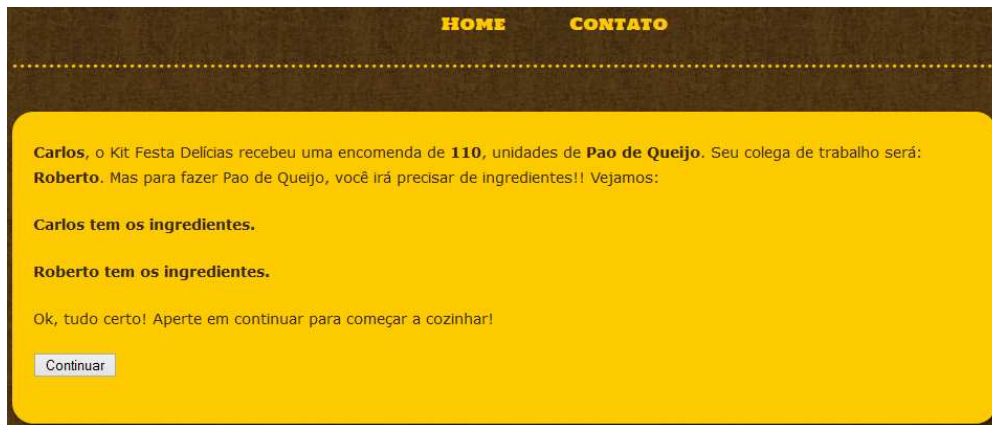 Home Contato
Carlos, o Kit Festa Delícias recebeu uma encomenda de 110, unidades de Pao de Queijo. Seu colega de trabalho será:
Roberto. Mas para fazer Pao de Queijo, você irá precisar de ingredientes!! Vejamos:
Carlos tem os ingredientes.
Roberto tem os ingredientes.
Ok, tudo certo! Aperte em continuar para começar a cozinhar!
Continuar